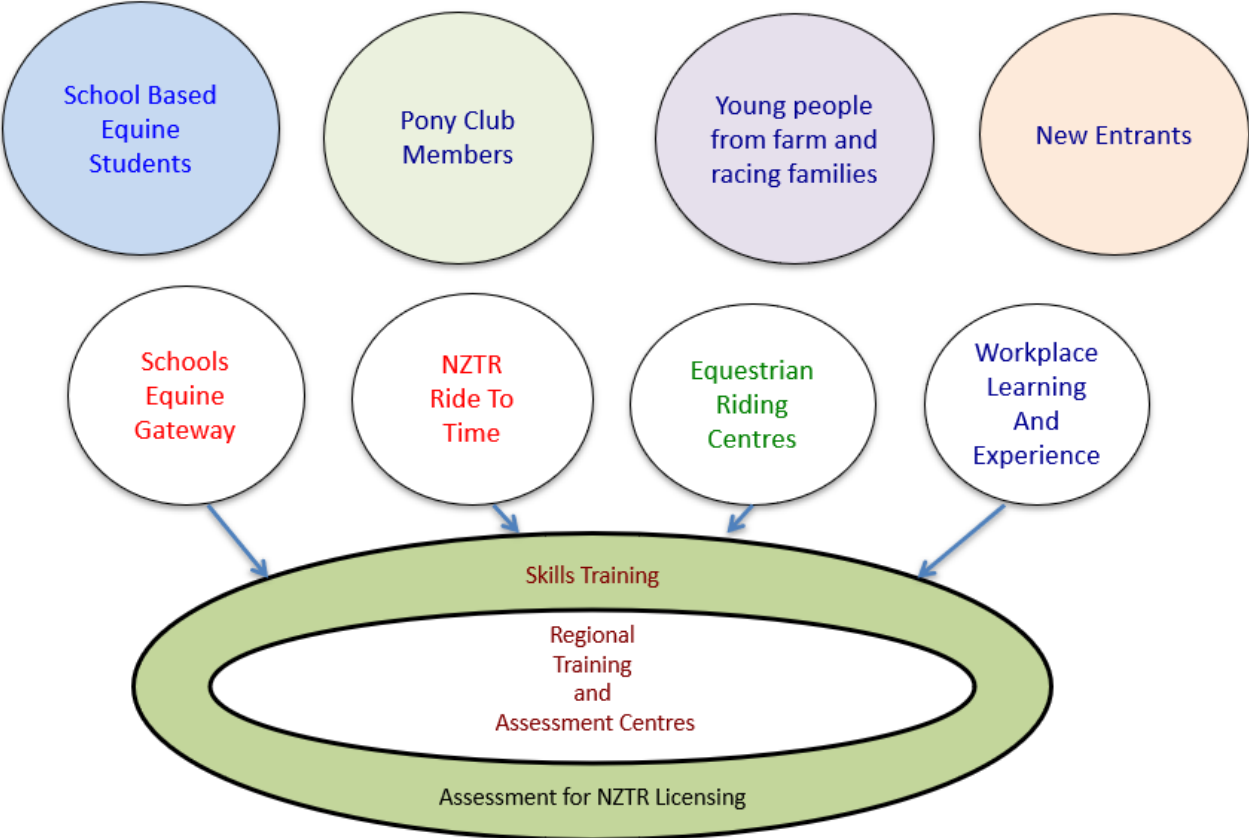 School Based
Equine
Students
Pony Club
Members
Young people
from farm and
racing families
New Entrants
Schools
Equine
Gateway
NZTR
Ride To
Time
Equestrian
Riding
Centres
Workplace
Learning
And
Experience
Skills Training
Regional
Training
and
Assessment Centres
Assessment for NZTR Licensing